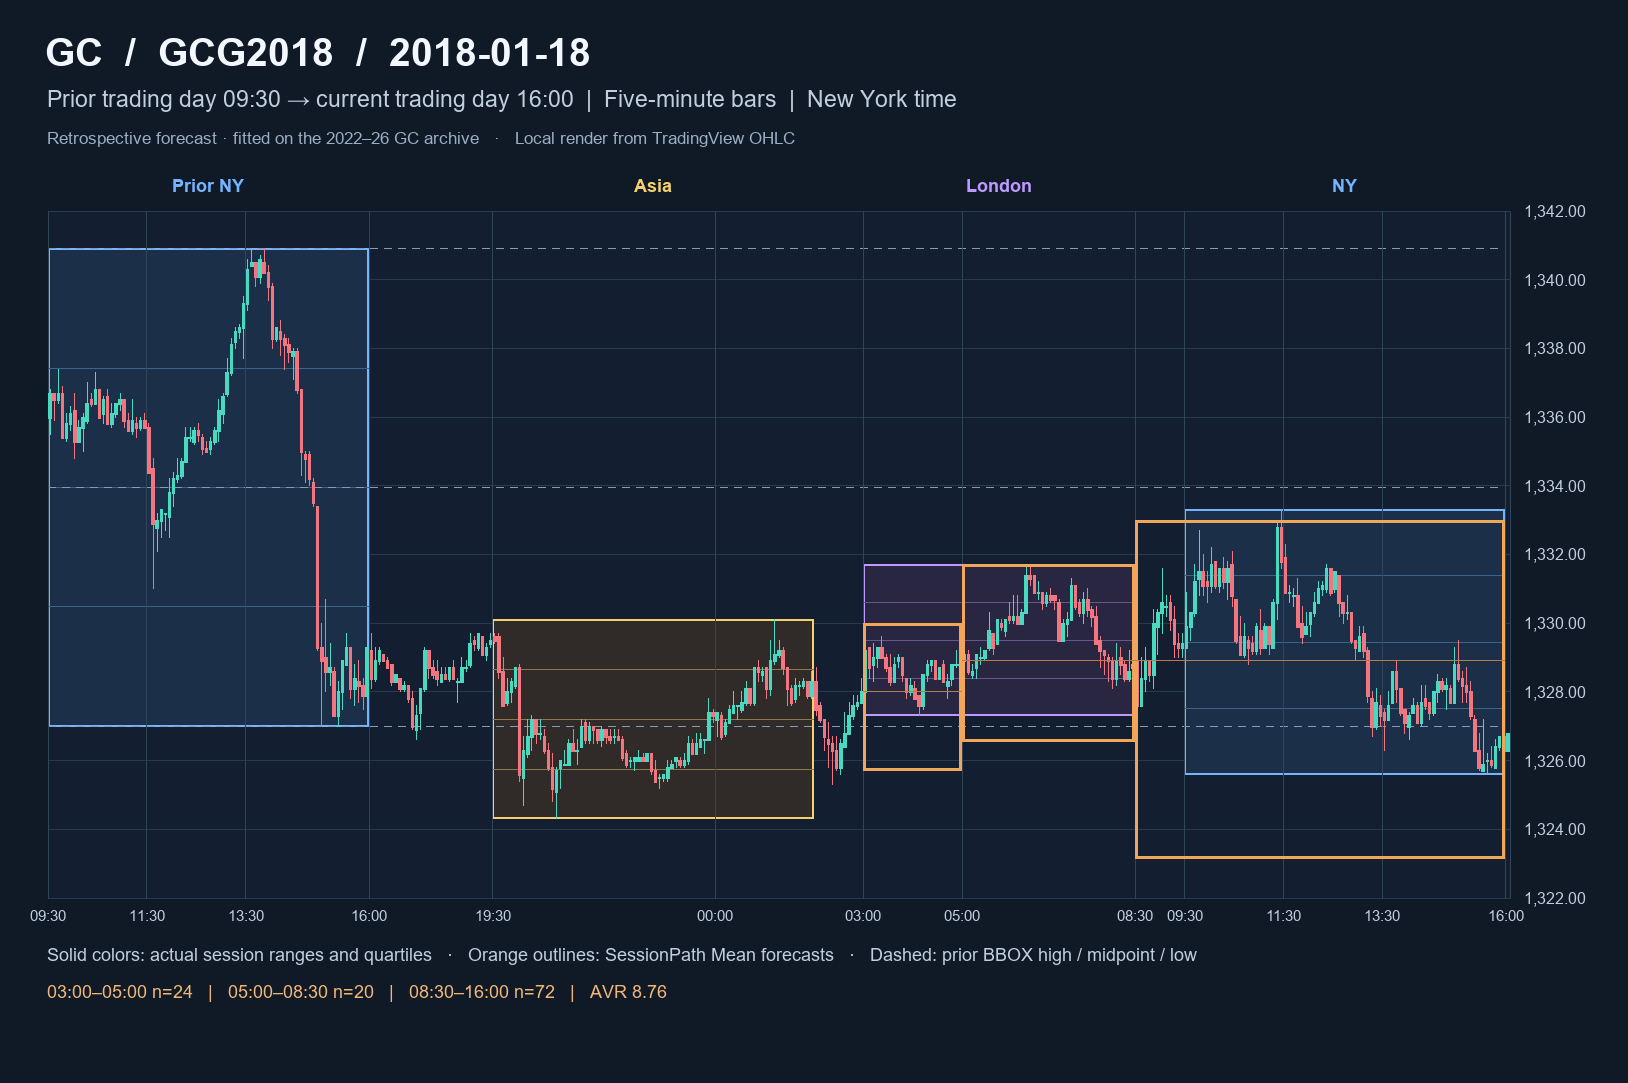 GC / GCG2018 / 2018-01-18
Prior trading day 09:30 → current trading day 16:00 | Five-minute bars | New York time
Retrospective forecast · fitted on the 2022–26 GC archive · Local render from TradingView OHLC
Prior NY Asia London NY
1,342.00
1,340.00
1,338.00
1,336.00
1,334.00
1,332.00
1,330.00
1,328.00
1,326.00
1,324.00
1,322.00
09:30 11:30 13:30 16:00 19:30 00:00 03:00 05:00 08:30 09:30 11:30 13:30 16:00
Solid colors: actual session ranges and quartiles · Orange outlines: SessionPath Mean forecasts · Dashed: prior BBOX high / midpoint / low
03:00–05:00 n=24 | 05:00–08:30 n=20 | 08:30–16:00 n=72 | AVR 8.76